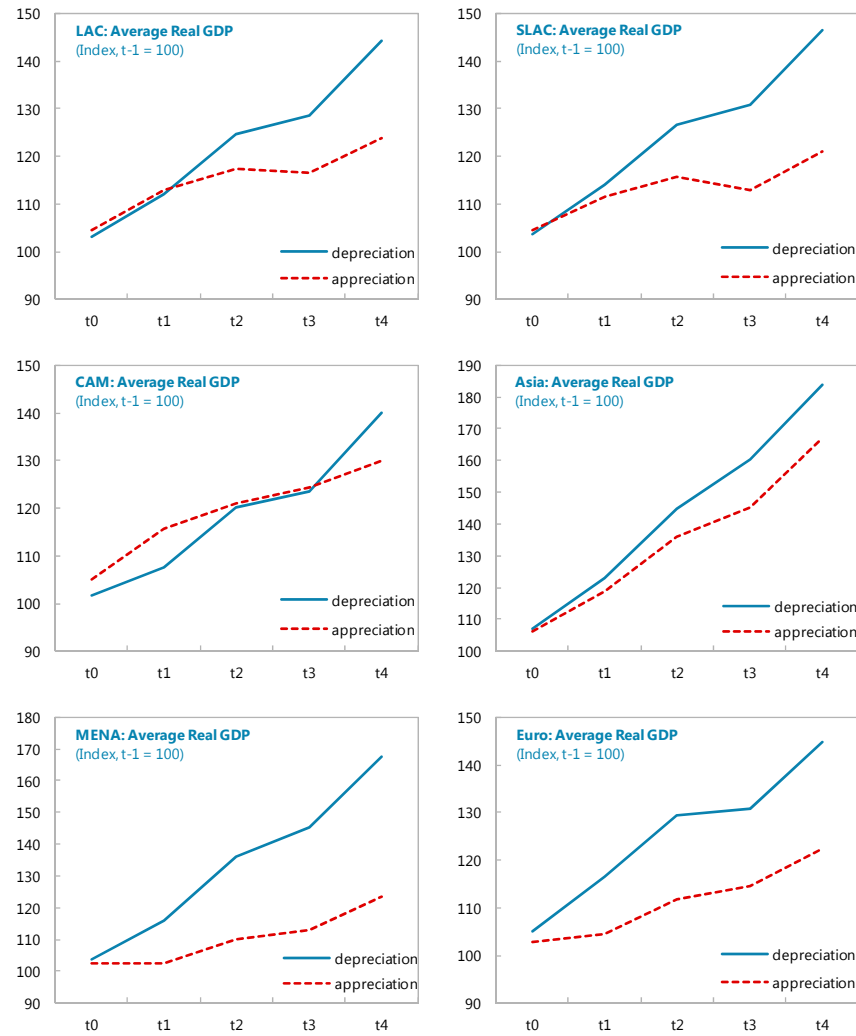 LAC: Average Real GDP
(Index, t-1 = 100)
150
140
130
120
110
100
90
depreciation
appreciation
t0 t1 t2 t3 t4
SLAC: Average Real GDP
(Index, t-1 = 100)
150
140
130
120
110
100
90
depreciation
appreciation
t0 t1 t2 t3 t4
CAM: Average Real GDP
(Index, t-1 = 100)
150
140
130
120
110
100
90
depreciation
appreciation
t0 t1 t2 t3 t4
Asia: Average Real GDP
(Index, t-1 = 100)
190
180
170
160
150
140
130
120
110
100
depreciation
appreciation
t0 t1 t2 t3 t4
MENA: Average Real GDP
(Index, t-1 = 100)
180
170
160
150
140
130
120
110
100
90
depreciation
appreciation
t0 t1 t2 t3 t4
Euro: Average Real GDP
(Index, t-1 = 100)
150
140
130
120
110
100
90
depreciation
appreciation
t0 t1 t2 t3 t4